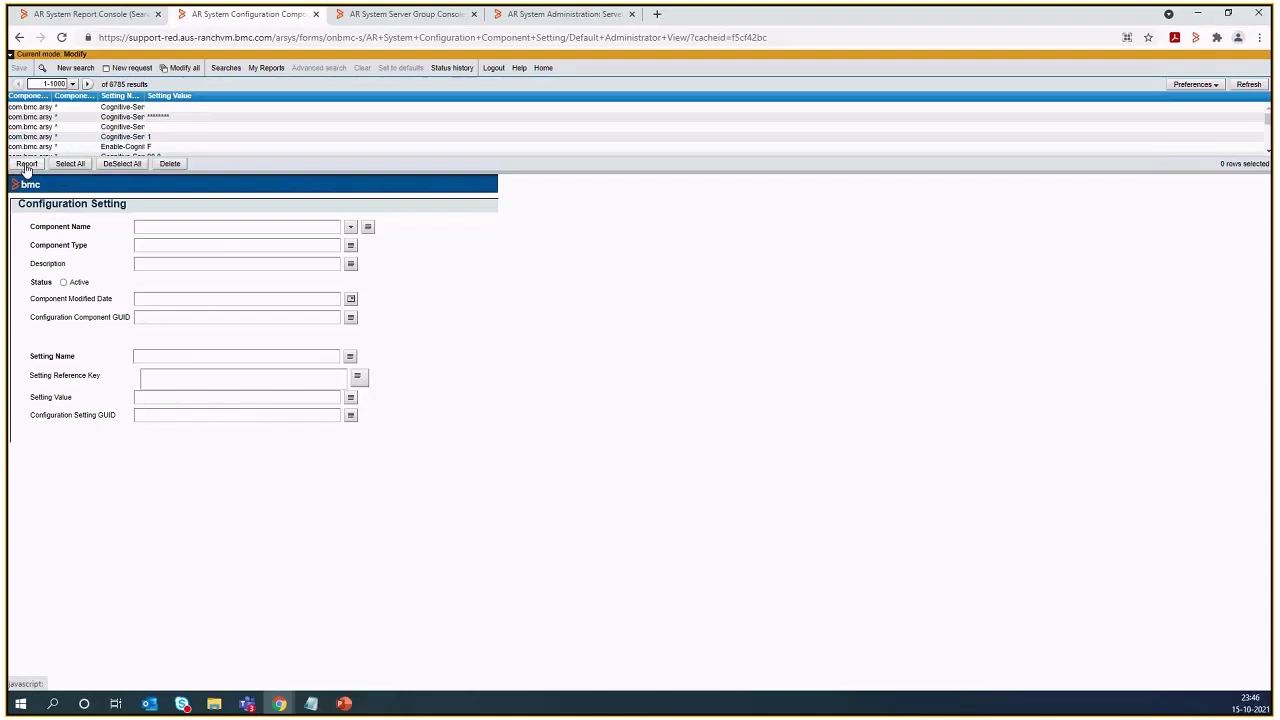 AR System Report Console (Sear
AR System Configuration Compo
AR System Server Group Console
AR System Administration: Serve
https://support-red.aus-ranchvm.bmc.com/arsys/forms/onbmc-s/AR+System+Configuration+Component+Setting/Default+Administrator+View/?cacheid=f5cf42bc
Current mode: Modify
Save New search New request Modify all Searches My Reports Advanced search Clear Set to defaults Status history Logout Help Home
1-1000 of 6785 results Preferences Refresh
Compone... Compone... Setting N... Setting Value
com.bmc.arsy * Cognitive-Ser
com.bmc.arsy * Cognitive-Ser ********
com.bmc.arsy * Cognitive-Ser
com.bmc.arsy * Cognitive-Ser 1
com.bmc.arsy * Enable-Cogni F
Report Select All DeSelect All Delete 0 rows selected
bmc
Configuration Setting
Component Name
Component Type
Description
Status Active
Component Modified Date
Configuration Component GUID
Setting Name
Setting Reference Key
Setting Value
Configuration Setting GUID
javascript:
23:46
15-10-2021